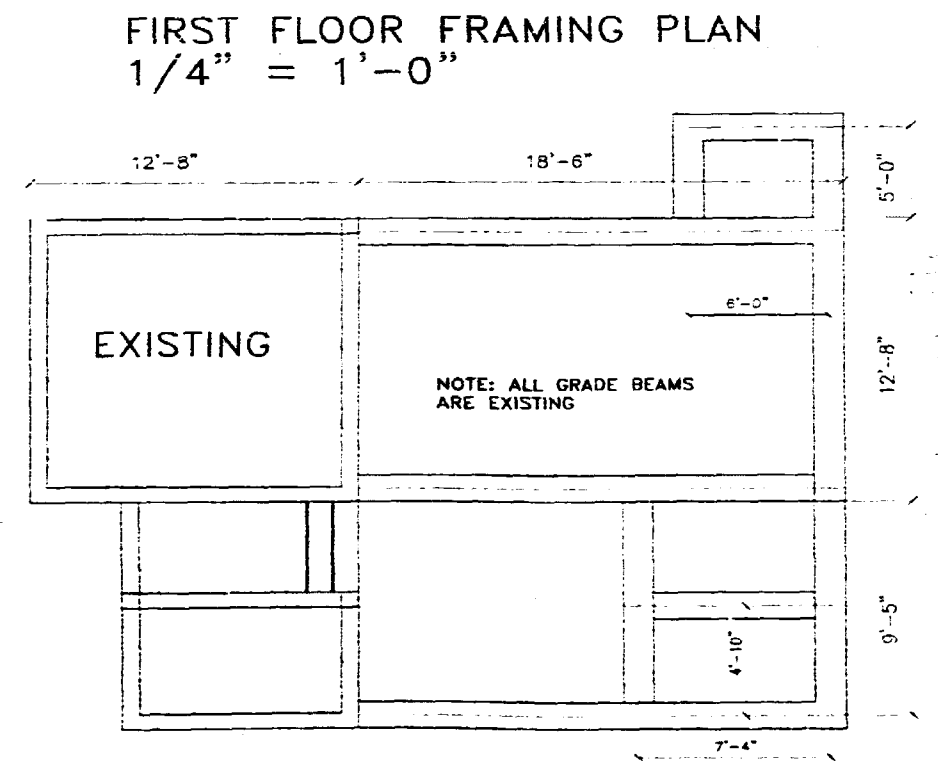 FIRST FLOOR FRAMING PLAN
1/4" = 1'-0"
12'-8"
18'-6"
5'-0"
6'-0"
EXISTING
12'-8"
NOTE: ALL GRADE BEAMS
ARE EXISTING
9'-5"
4'-10"
7'-4"